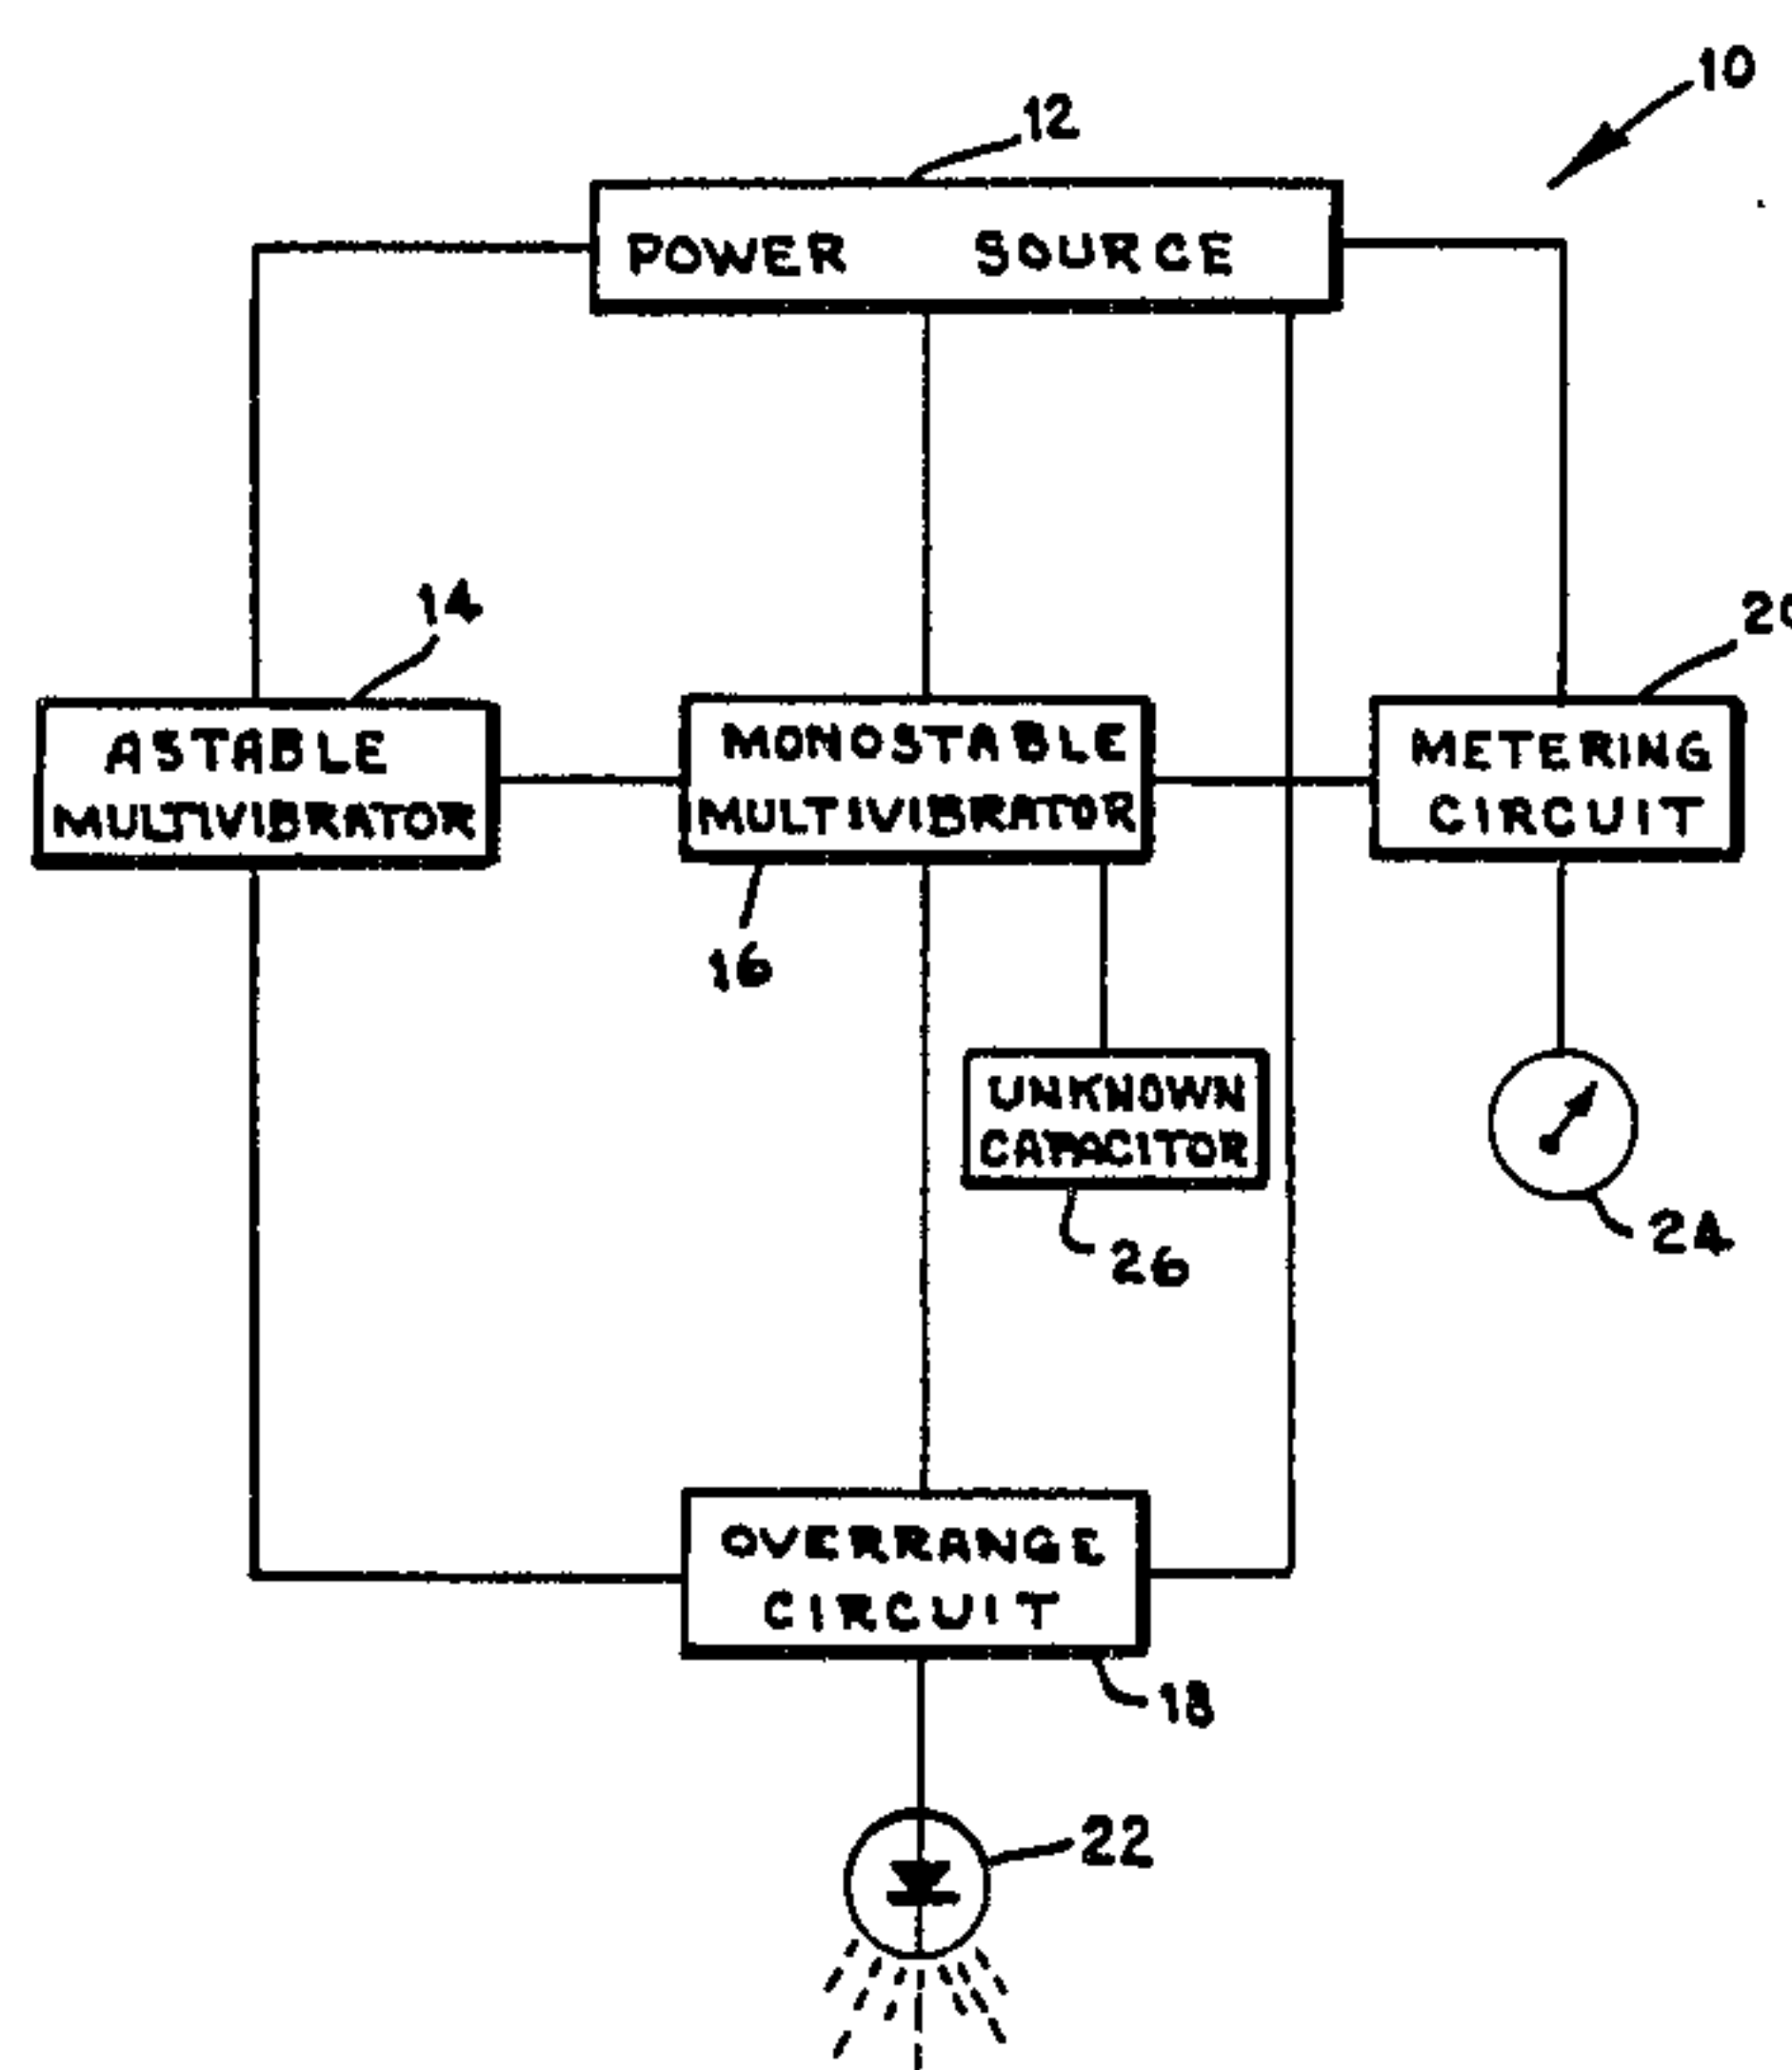 10
12
POWER SOURCE
14
20
ASTABLE
MULTIVIBRATOR
MONOSTABLE
MULTIVIBRATOR
METERING
CIRCUIT
16
UNKNOWN
CAPACITOR
26
24
OVERRANGE
CIRCUIT
18
22